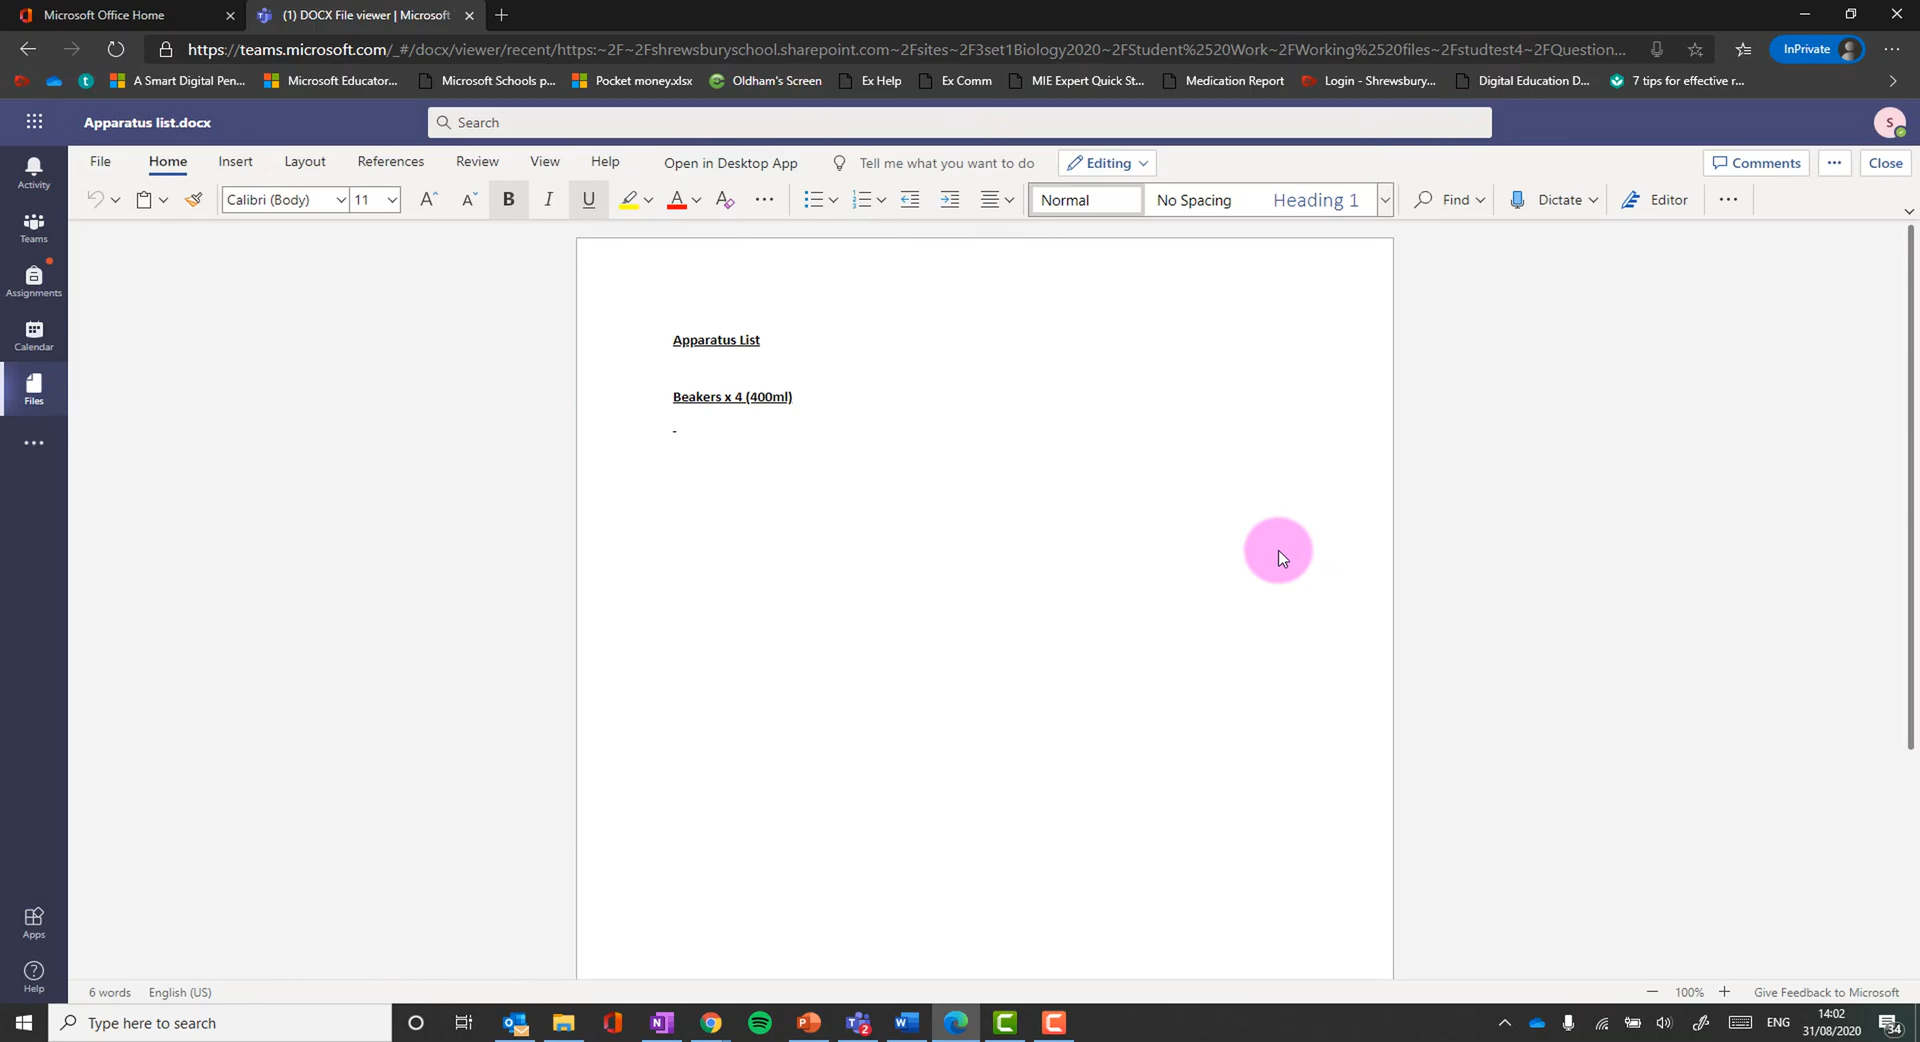 Microsoft Office Home
(1) DOCX File viewer | Microsoft
https://teams.microsoft.com/_#/docx/viewer/recent/https:~2F~2Fshrewsburyschool.sharepoint.com~2Fsites~2F3set1Biology2020~2FStudent%2520Work~2FWorking%2520files~2Fstudtest4~2FQuestion...
InPrivate
A Smart Digital Pen...
Microsoft Educator...
Microsoft Schools p...
Pocket money.xlsx
Oldham's Screen
Ex Help
Ex Comm
MIE Expert Quick St...
Medication Report
Login - Shrewsbury...
Digital Education D...
7 tips for effective r...
Apparatus list.docx
Search
S
File
Home
Insert
Layout
References
Review
View
Help
Open in Desktop App
Tell me what you want to do
Editing
Comments
Close
Calibri (Body)
11
B
I
U
Normal
No Spacing
Heading 1
Find
Dictate
Editor
Activity
Teams
Assignments
Calendar
Files
Apps
Help
Apparatus List
Beakers x 4 (400ml)
-
6 words
English (US)
100%
Give Feedback to Microsoft
Type here to search
2
ENG
14:02
31/08/2020
34